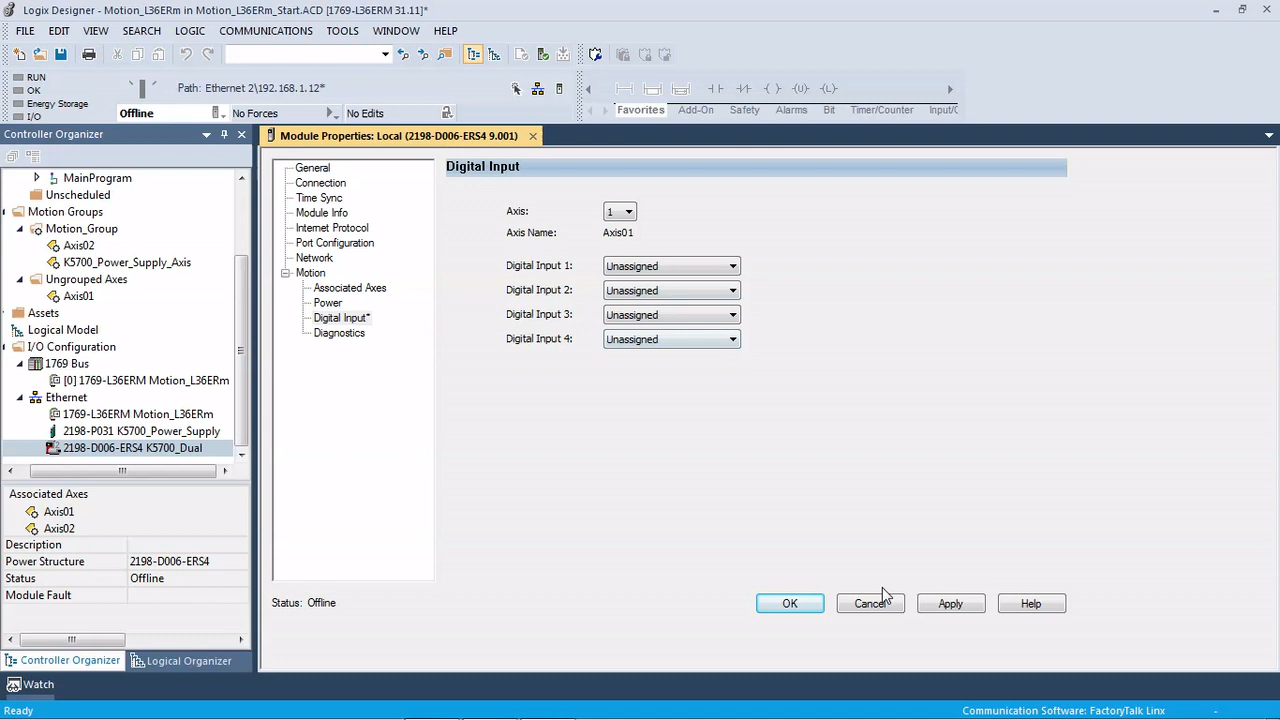 Logix Designer - Motion_L36ERm in Motion_L36ERm_Start.ACD [1769-L36ERM 31.11]*
FILE EDIT VIEW SEARCH LOGIC COMMUNICATIONS TOOLS WINDOW HELP
RUN
OK
Energy Storage
I/O
Path: Ethernet 2\192.168.1.12*
Offline
No Forces
No Edits
Favorites Add-On Safety Alarms Bit Timer/Counter Input/O
Controller Organizer
MainProgram
Unscheduled
Motion Groups
Motion_Group
Axis02
K5700_Power_Supply_Axis
Ungrouped Axes
Axis01
Assets
Logical Model
I/O Configuration
1769 Bus
[0] 1769-L36ERM Motion_L36ERm
Ethernet
1769-L36ERM Motion_L36ERm
2198-P031 K5700_Power_Supply
2198-D006-ERS4 K5700_Dual
Associated Axes
Axis01
Axis02
Description
Power Structure 2198-D006-ERS4
Status Offline
Module Fault
Controller Organizer Logical Organizer
Module Properties: Local (2198-D006-ERS4 9.001)
General
Connection
Time Sync
Module Info
Internet Protocol
Port Configuration
Network
Motion
Associated Axes
Power
Digital Input*
Diagnostics
Digital Input
Axis: 1
Axis Name: Axis01
Digital Input 1: Unassigned
Digital Input 2: Unassigned
Digital Input 3: Unassigned
Digital Input 4: Unassigned
Status: Offline
OK Cancel Apply Help
Watch
Ready
Communication Software: FactoryTalk Linx